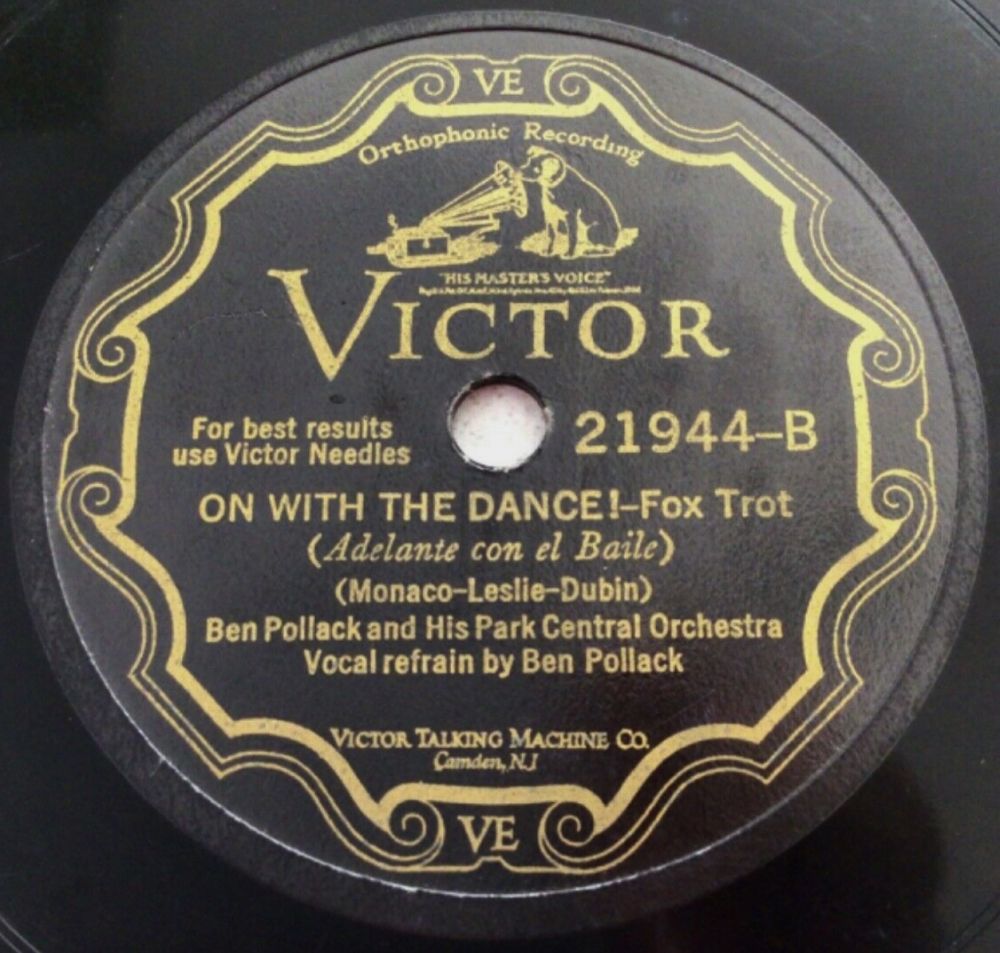 VE
Orthophonic Recording
"HIS MASTER'S VOICE"
VICTOR
For best results
use Victor Needles
21944-B
ON WITH THE DANCE!-Fox Trot
(Adelante con el Baile)
(Monaco-Leslie-Dubin)
Ben Pollack and His Park Central Orchestra
Vocal refrain by Ben Pollack
VICTOR TALKING MACHINE CO.
Camden, N.J
VE